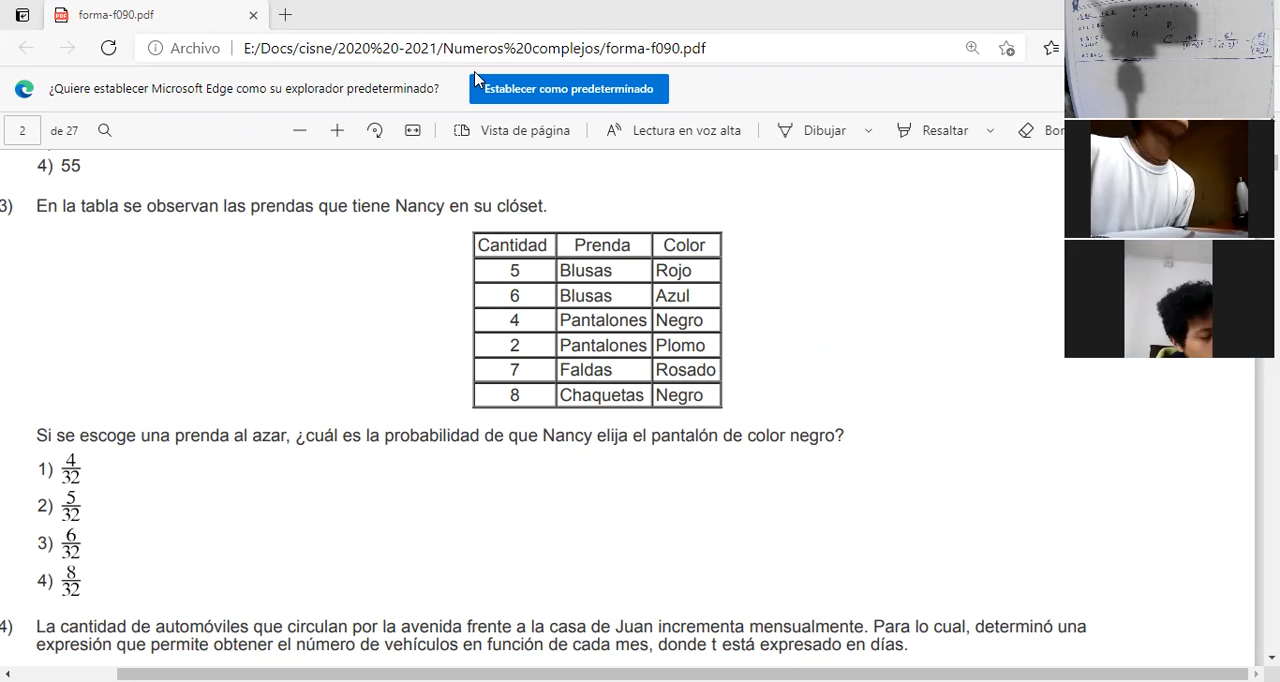 forma-f090.pdf
Archivo
E:/Docs/cisne/2020%20-2021/Numeros%20complejos/forma-f090.pdf
¿Quiere establecer Microsoft Edge como su explorador predeterminado?
Establecer como predeterminado
2 de 27
Vista de página
Lectura en voz alta
Dibujar
Resaltar
Bor
4) 55
3) En la tabla se observan las prendas que tiene Nancy en su clóset.
Cantidad Prenda Color
5 Blusas Rojo
6 Blusas Azul
4 Pantalones Negro
2 Pantalones Plomo
7 Faldas Rosado
8 Chaquetas Negro
Si se escoge una prenda al azar, ¿cuál es la probabilidad de que Nancy elija el pantalón de color negro?
1) 4/32
2) 5/32
3) 6/32
4) 8/32
4) La cantidad de automóviles que circulan por la avenida frente a la casa de Juan incrementa mensualmente. Para lo cual, determinó una
expresión que permite obtener el número de vehículos en función de cada mes, donde t está expresado en días.